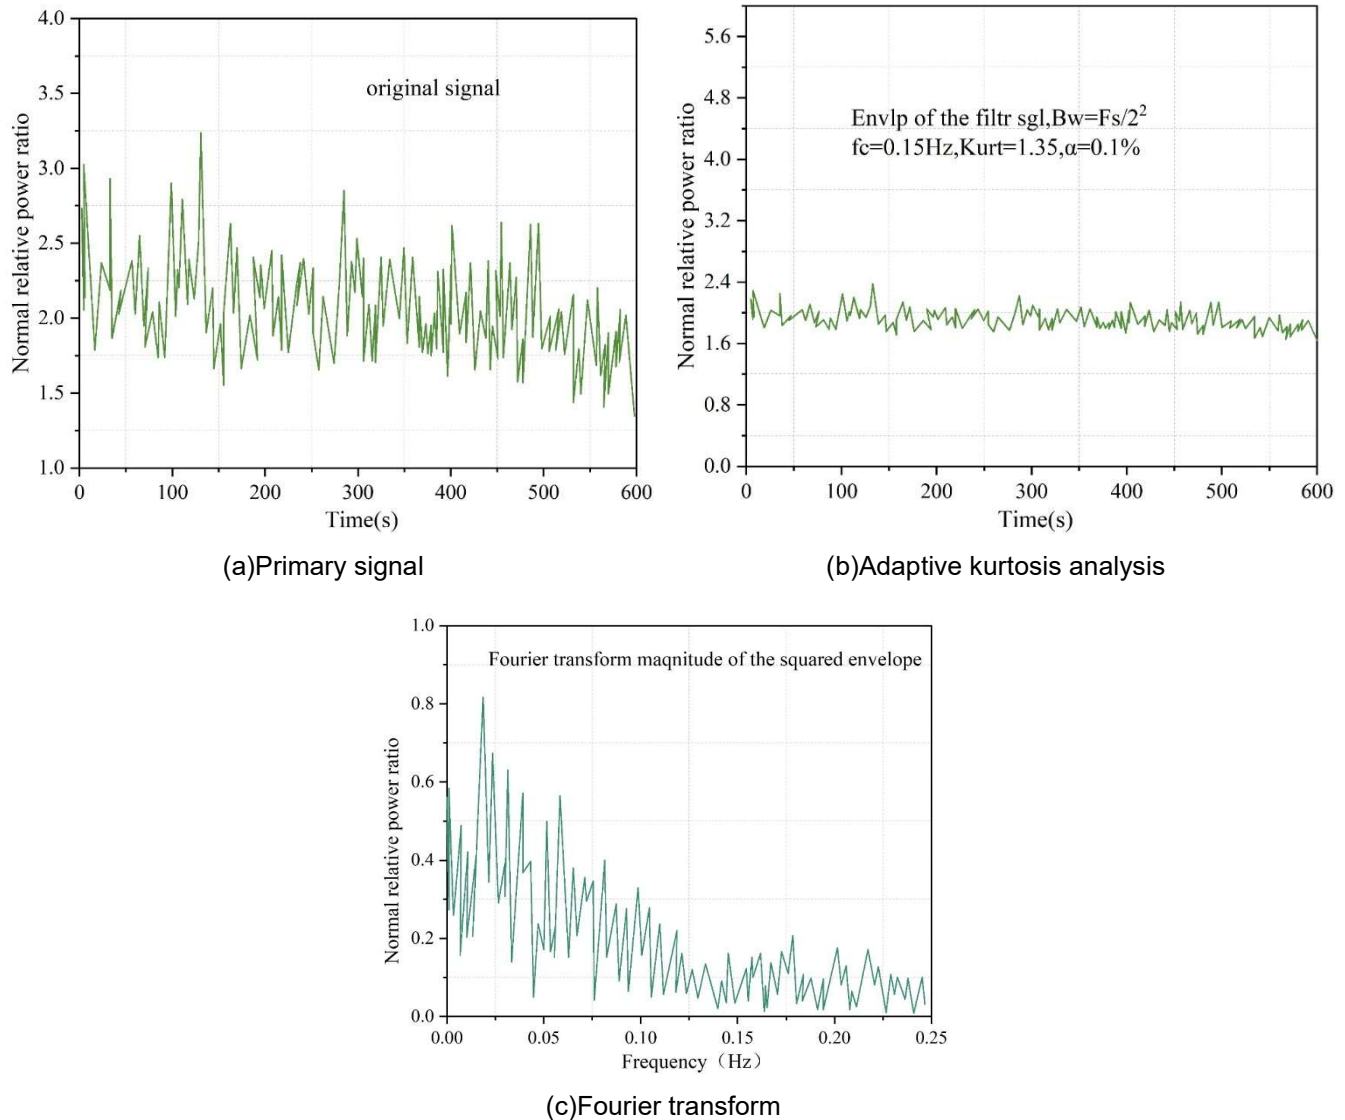 4.0
3.5
3.0
2.5
2.0
1.5
1.0
Normal relative power ratio
original signal
0 100 200 300 400 500 600
Time(s)
(a)Primary signal
5.6
4.8
4.0
3.2
2.4
1.6
0.8
0.0
Normal relative power ratio
Envlp of the filtr sgl,Bw=Fs/2²
fc=0.15Hz,Kurt=1.35,α=0.1%
0 100 200 300 400 500 600
Time(s)
(b)Adaptive kurtosis analysis
1.0
0.8
0.6
0.4
0.2
0.0
Normal relative power ratio
Fourier transform maqnitude of the squared envelope
0.00 0.05 0.10 0.15 0.20 0.25
Frequency（Hz）
(c)Fourier transform